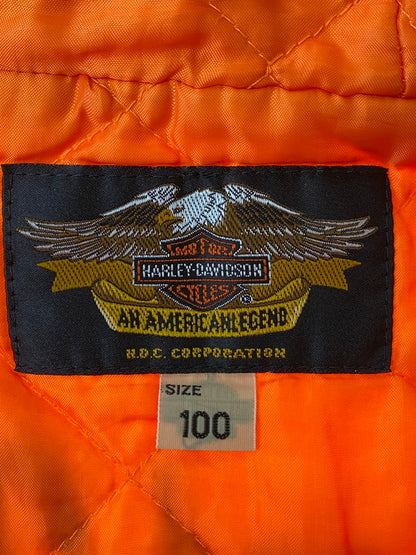 MOTOR
HARLEY-DAVIDSON
CYCLES
®
AN AMERICAN LEGEND
H.D.C. CORPORATION
SIZE
100